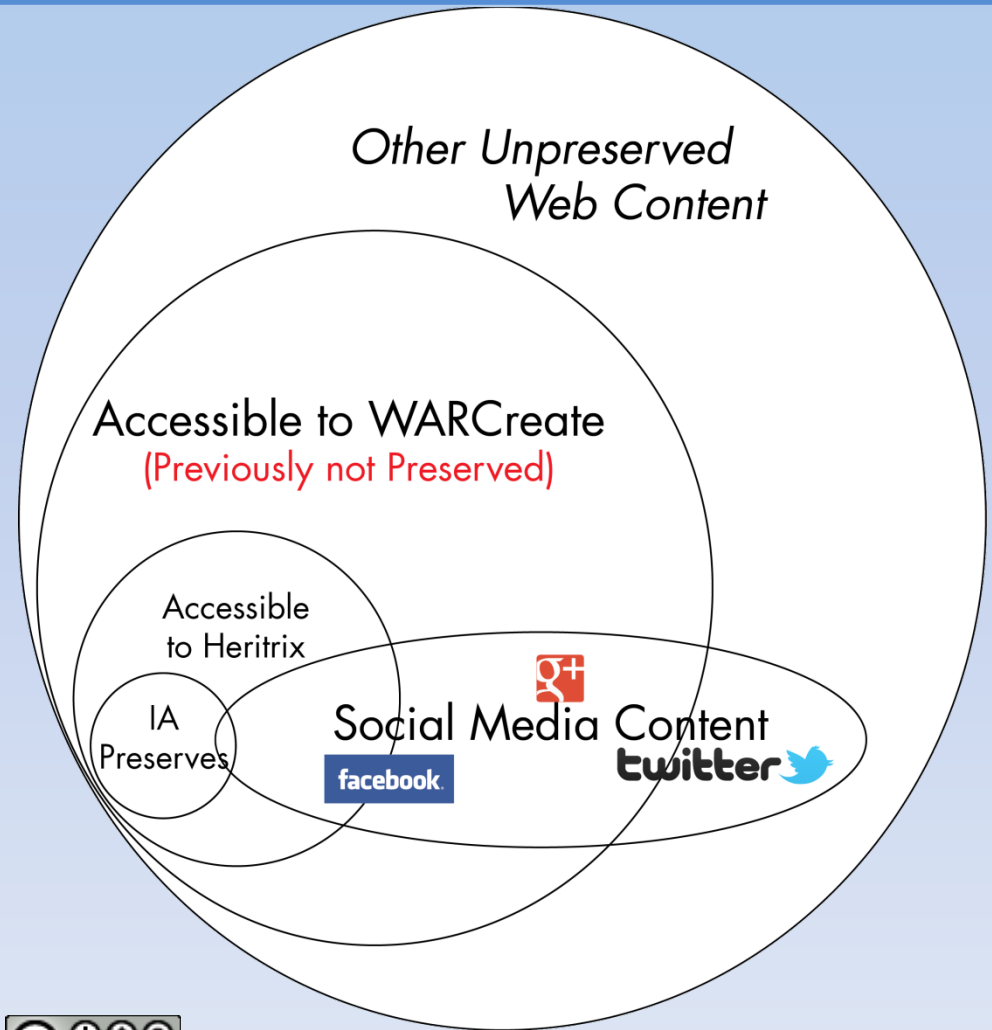 Other Unpreserved
Web Content
Accessible to WARCreate
(Previously not Preserved)
Accessible
to Heritrix
IA
Preserves
g+
Social Media Content
facebook.
twitter